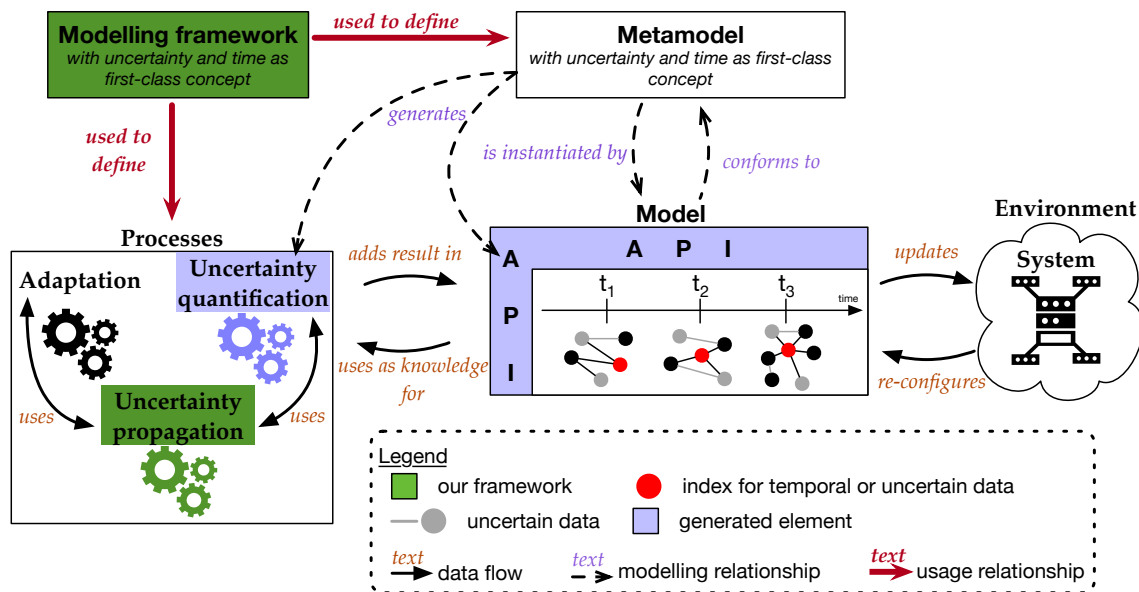 Modelling framework
with uncertainty and time as
first-class concept
used to define
Metamodel
with uncertainty and time as first-class
concept
used to
define
generates
is instantiated by
conforms to
Processes
Adaptation
Uncertainty
quantification
Uncertainty
propagation
uses
uses
adds result in
uses as knowledge
for
Model
A P I
A
P
I
t1
t2
t3
time
updates
re-configures
Environment
System
Legend
our framework
index for temporal or uncertain data
uncertain data
generated element
text
data flow
text
modelling relationship
text
usage relationship